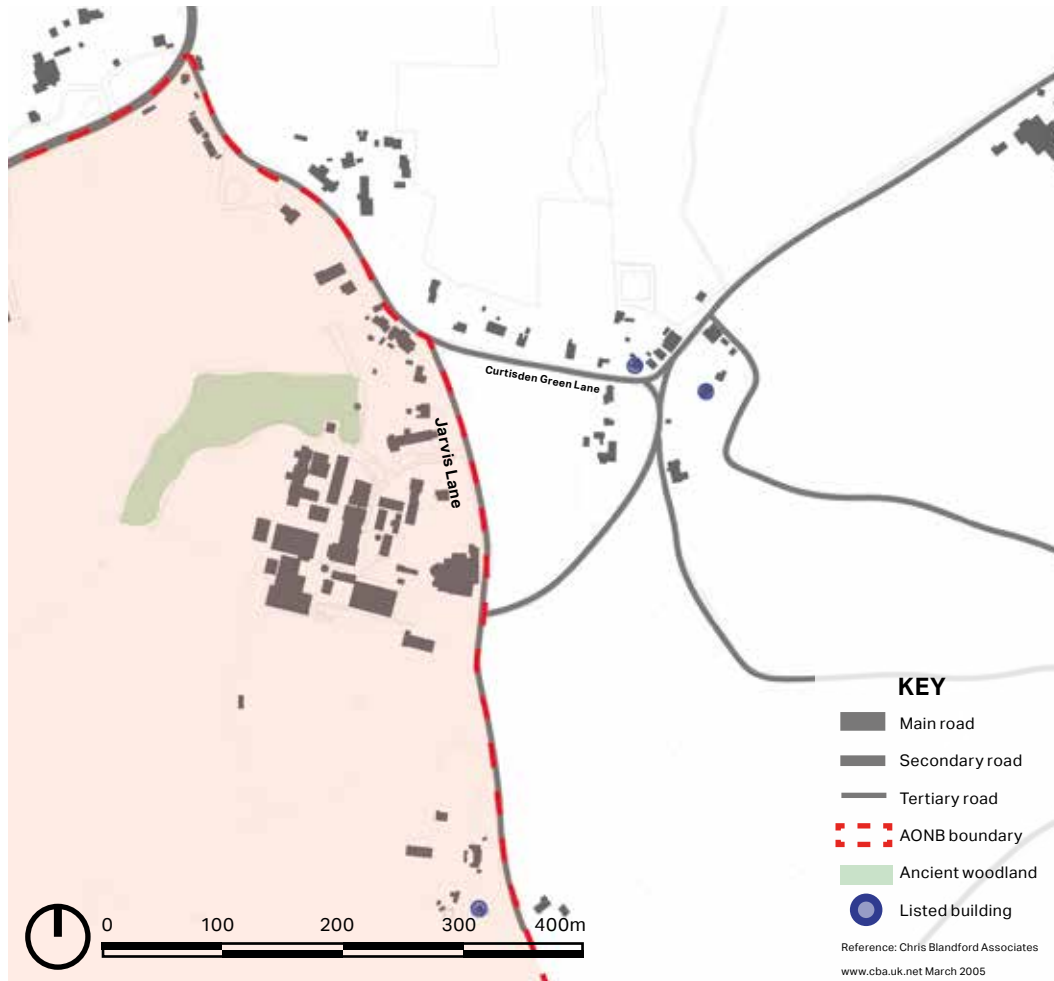 Curtisden Green Lane
Jarvis Lane
KEY
Main road
Secondary road
Tertiary road
AONB boundary
Ancient woodland
Listed building
Reference: Chris Blandford Associates
www.cba.uk.net March 2005
0 100 200 300 400m